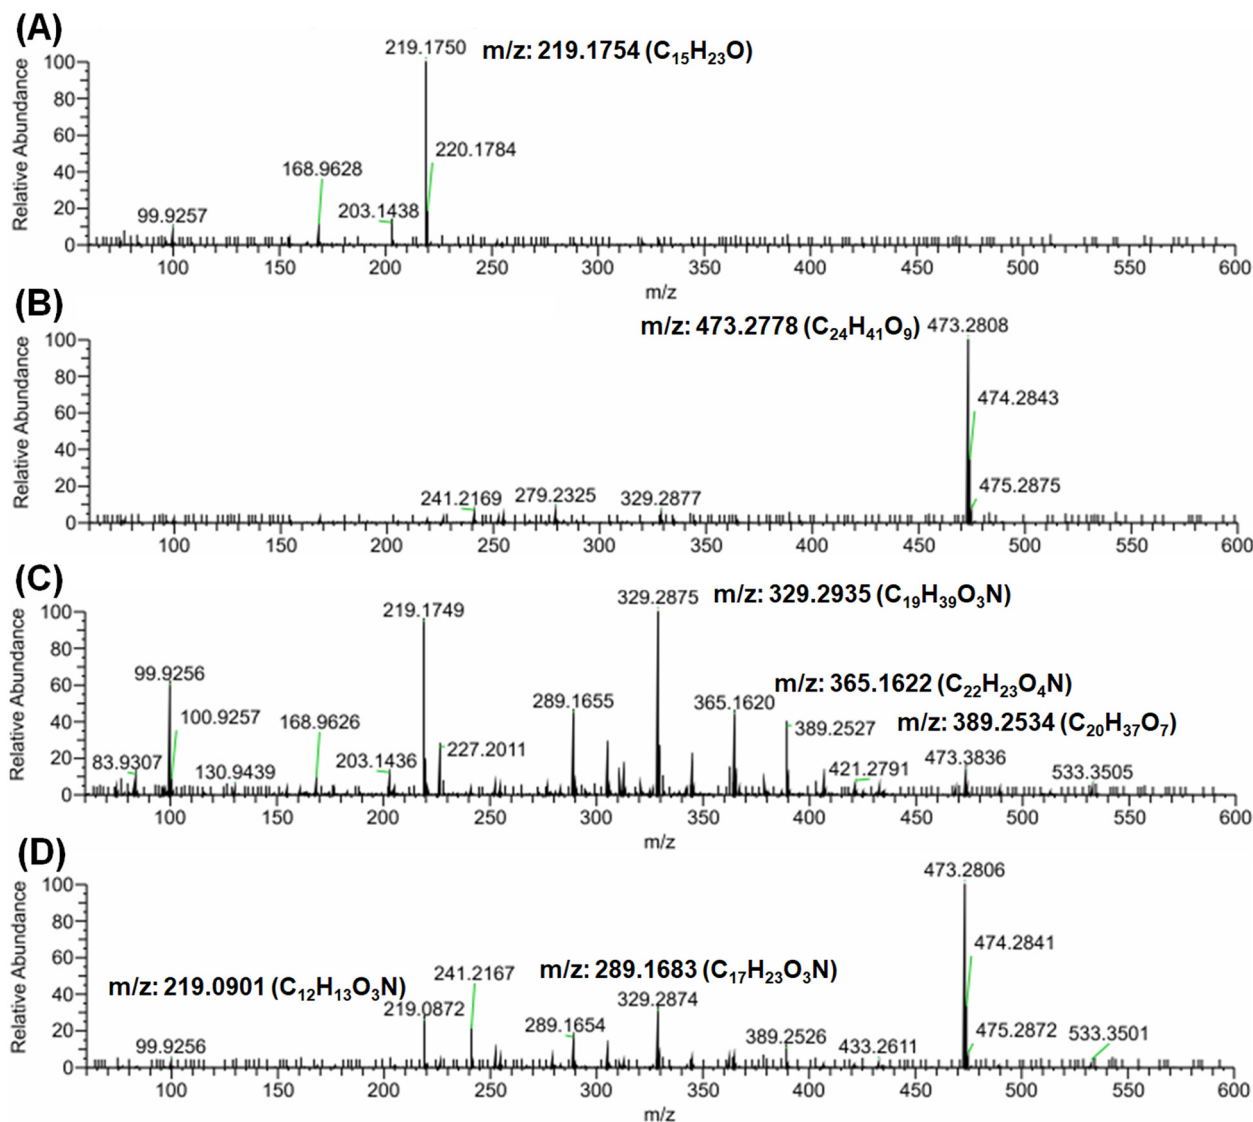 (A)
219.1750 m/z: 219.1754 (C₁₅H₂₃O)
Relative Abundance
100
80
60
40
20
0
220.1784
168.9628
203.1438
99.9257
100 150 200 250 300 350 400 450 500 550 600
m/z
(B)
m/z: 473.2778 (C₂₄H₄₁O₉) 473.2808
Relative Abundance
100
80
60
40
20
0
474.2843
475.2875
241.2169 279.2325 329.2877
100 150 200 250 300 350 400 450 500 550 600
m/z
(C)
329.2875 m/z: 329.2935 (C₁₉H₃₉O₃N)
219.1749
Relative Abundance
100
80
60
40
20
0
99.9256
m/z: 365.1622 (C₂₂H₂₃O₄N)
100.9257 168.9626 289.1655 365.1620
389.2527 m/z: 389.2534 (C₂₀H₃₇O₇)
83.9307 130.9439 203.1436 227.2011 421.2791 473.3836 533.3505
100 150 200 250 300 350 400 450 500 550 600
m/z
(D)
473.2806
Relative Abundance
100
80
60
40
20
0
474.2841
m/z: 219.0901 (C₁₂H₁₃O₃N) 241.2167 m/z: 289.1683 (C₁₇H₂₃O₃N)
219.0872 329.2874
289.1654 475.2872
99.9256 389.2526 433.2611 533.3501
100 150 200 250 300 350 400 450 500 550 600
m/z